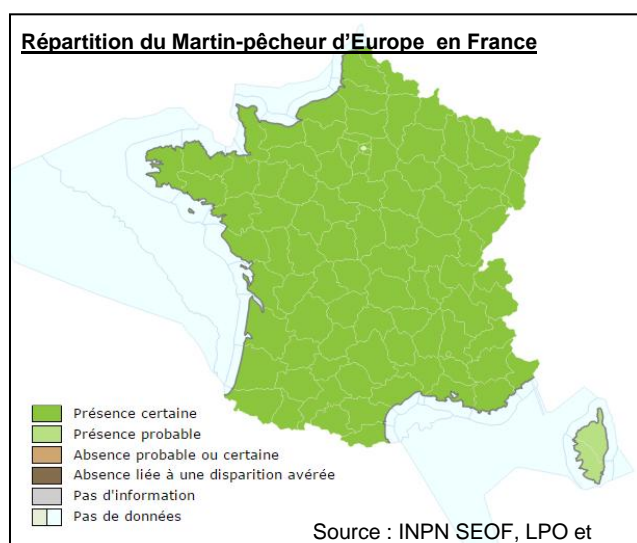 Répartition du Martin-pêcheur d'Europe en France
Présence certaine
Présence probable
Absence probable ou certaine
Absence liée à une disparition avérée
Pas d'information
Pas de données
Source : INPN SEOF, LPO et